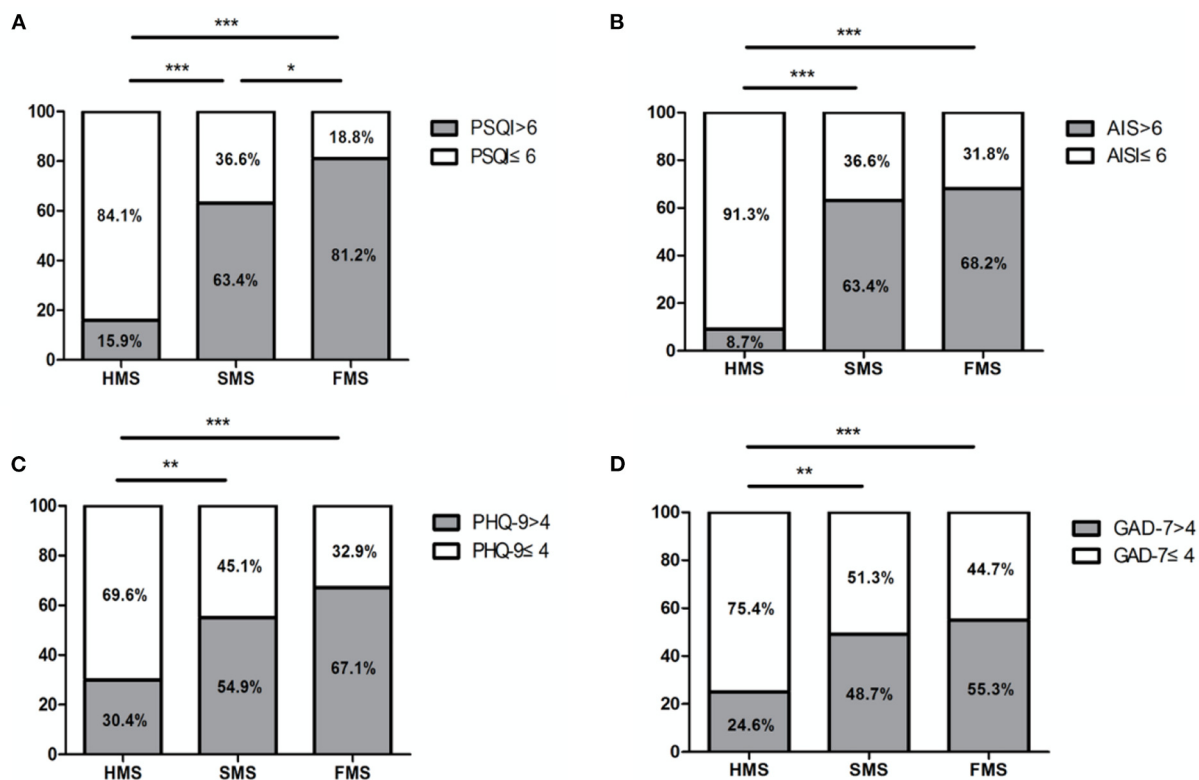 A
***
***
*
100
80
60
40
20
0
84.1%
15.9%
36.6%
63.4%
18.8%
81.2%
HMS
SMS
FMS
PSQI>6
PSQI≤ 6
B
***
***
100
80
60
40
20
0
91.3%
8.7%
36.6%
63.4%
31.8%
68.2%
HMS
SMS
FMS
AIS>6
AISI≤ 6
C
***
**
100
80
60
40
20
0
69.6%
30.4%
45.1%
54.9%
32.9%
67.1%
HMS
SMS
FMS
PHQ-9>4
PHQ-9≤ 4
D
***
**
100
80
60
40
20
0
75.4%
24.6%
51.3%
48.7%
44.7%
55.3%
HMS
SMS
FMS
GAD-7>4
GAD-7≤ 4